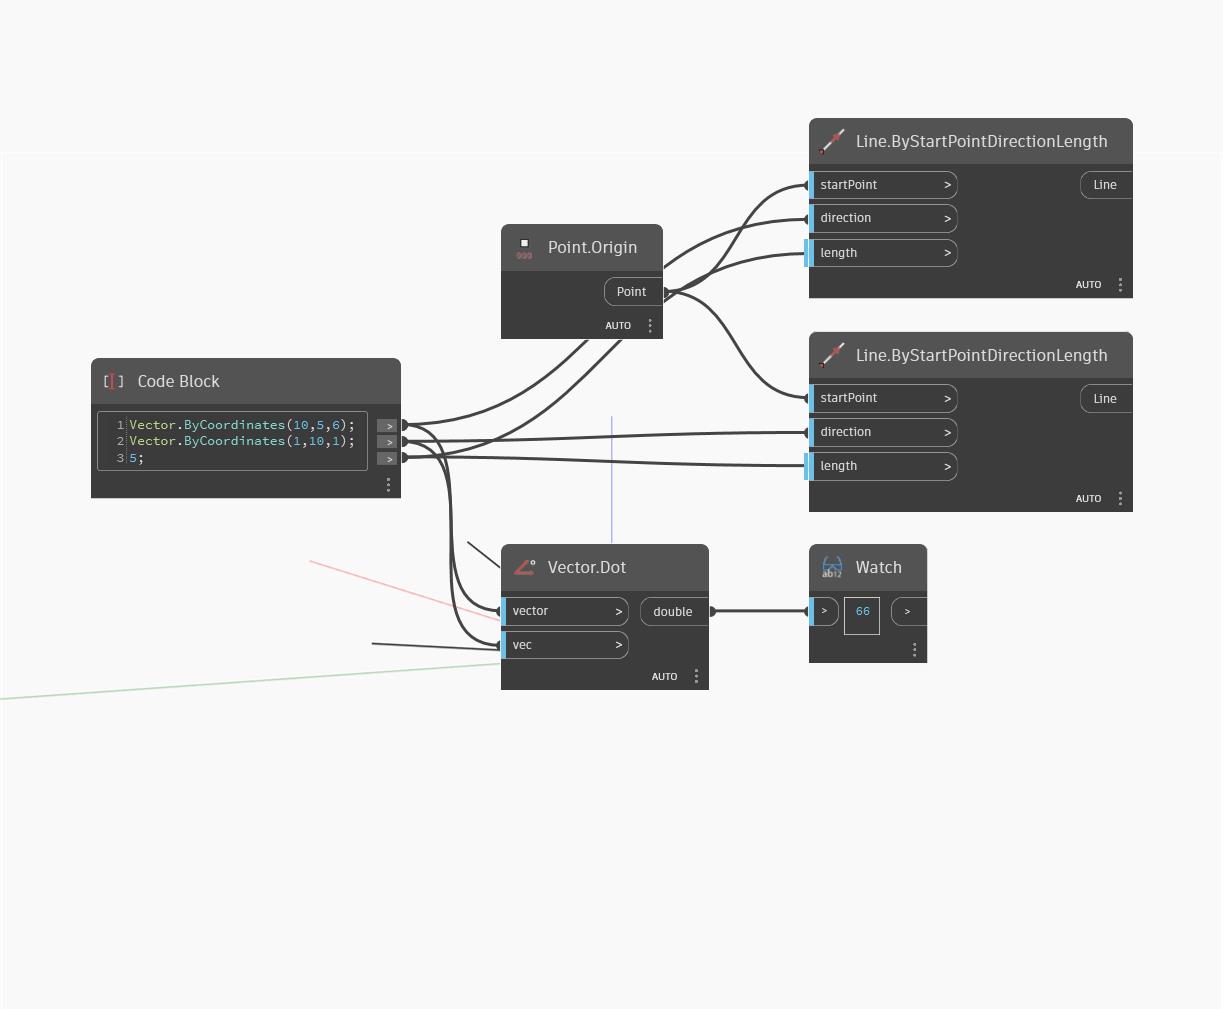 Line.ByStartPointDirectionLength
startPoint >
Line
direction >
length >
AUTO
Point.Origin
Point
AUTO
Line.ByStartPointDirectionLength
startPoint >
Line
direction >
length >
AUTO
Code Block
1 Vector.ByCoordinates(10,5,6); >
2 Vector.ByCoordinates(1,10,1); >
3 5; >
Vector.Dot
vector >
double
vec >
AUTO
ab12 Watch
> 66 >